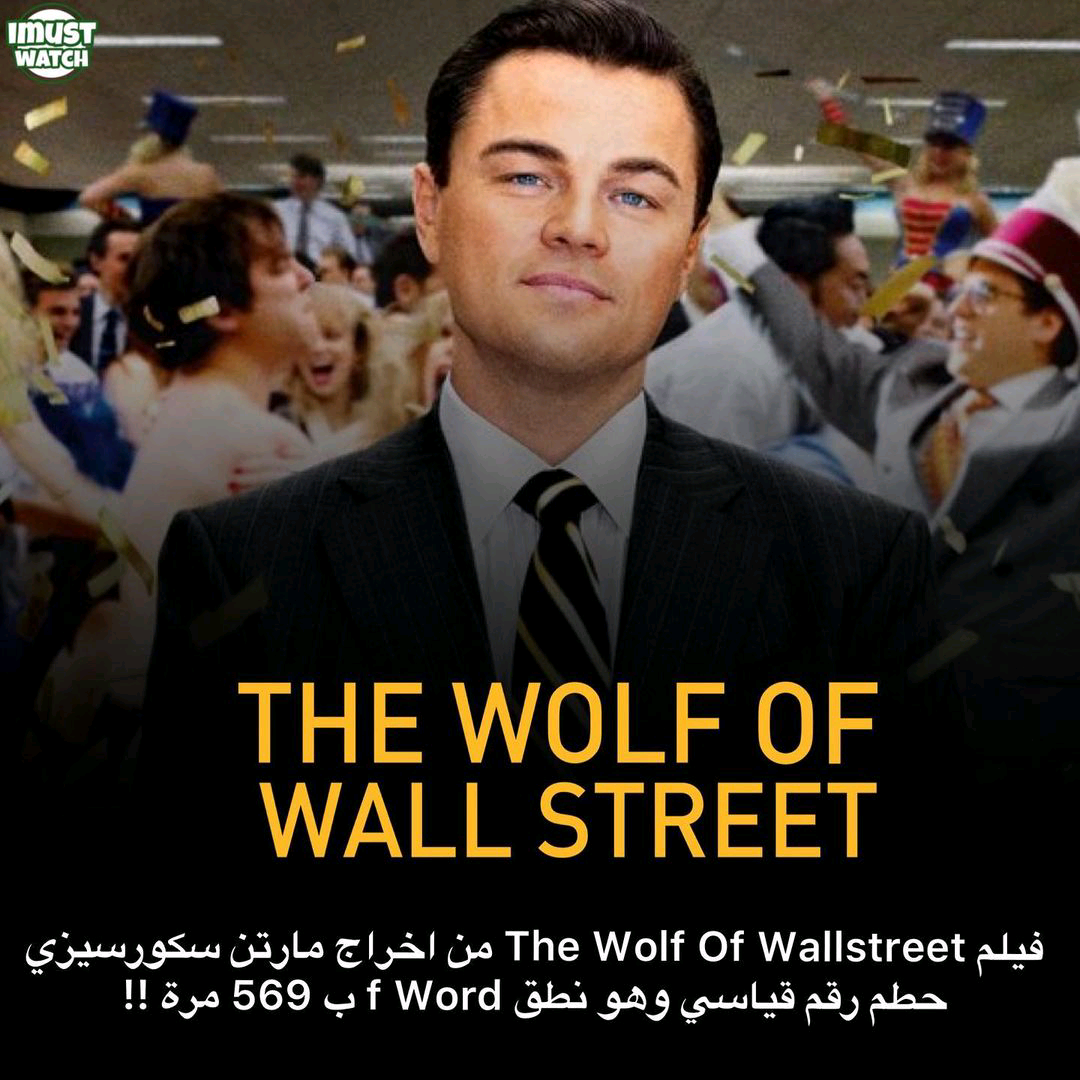 IMUST
WATCH
THE WOLF OF
WALL STREET
فيلم The Wolf Of Wallstreet من اخراج مارتن سكورسيزي
حطم رقم قياسي وهو نطق f Word ب 569 مرة !!